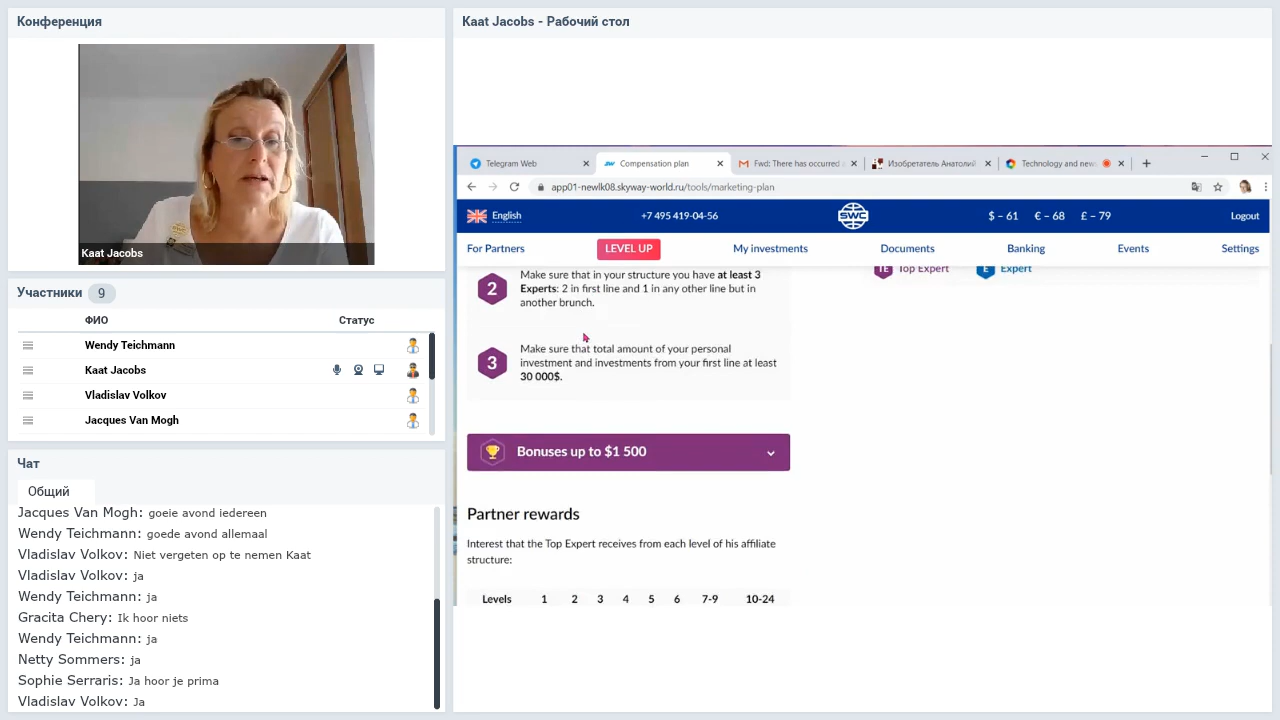 Конференция
Kaat Jacobs
Участники 9
ФИО Статус
Wendy Teichmann
Kaat Jacobs
Vladislav Volkov
Jacques Van Mogh
Чат
Общий
Jacques Van Mogh: goeie avond iedereen
Wendy Teichmann: goede avond allemaal
Vladislav Volkov: Niet vergeten op te nemen Kaat
Vladislav Volkov: ja
Wendy Teichmann: ja
Gracita Chery: Ik hoor niets
Wendy Teichmann: ja
Netty Sommers: ja
Sophie Serraris: Ja hoor je prima
Vladislav Volkov: Ja
Kaat Jacobs - Рабочий стол
Telegram Web
Compensation plan
Fwd: There has occurred
Изобретатель Анатолий
Technology and new
app01-newlk08.skyway-world.ru/tools/marketing-plan
English +7 495 419-04-56 SWC $ – 61 € – 68 £ – 79 Logout
For Partners LEVEL UP My investments Documents Banking Events Settings
2
Make sure that in your structure you have at least 3
Experts: 2 in first line and 1 in any other line but in
another brunch.
TE Top Expert E Expert
3
Make sure that total amount of your personal
investment and investments from your first line at least
30 000$.
Bonuses up to $1 500
Partner rewards
Interest that the Top Expert receives from each level of his affiliate
structure:
Levels 1 2 3 4 5 6 7-9 10-24